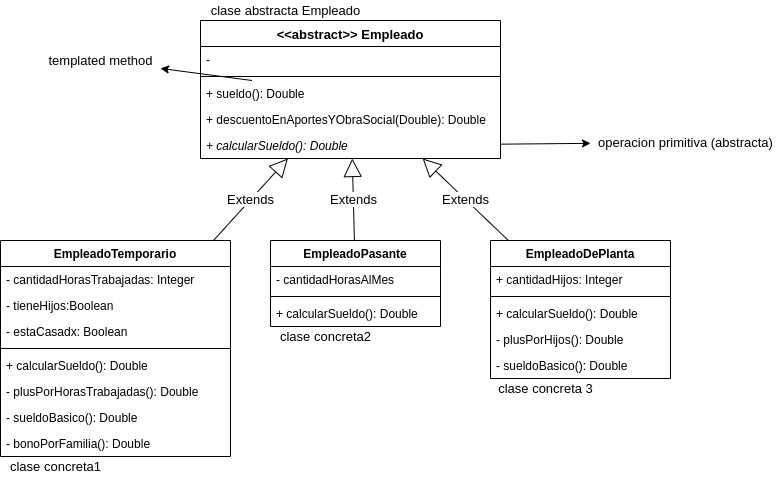 clase abstracta Empleado
<<abstract>> Empleado
-
templated method
+ sueldo(): Double
+ descuentoEnAportesYObraSocial(Double): Double
+ calcularSueldo(): Double
operacion primitiva (abstracta)
Extends
Extends
Extends
EmpleadoTemporario
- cantidadHorasTrabajadas: Integer
- tieneHijos:Boolean
- estaCasadx: Boolean
+ calcularSueldo(): Double
- plusPorHorasTrabajadas(): Double
- sueldoBasico(): Double
- bonoPorFamilia(): Double
clase concreta1
EmpleadoPasante
- cantidadHorasAlMes
+ calcularSueldo(): Double
clase concreta2
EmpleadoDePlanta
+ cantidadHijos: Integer
+ calcularSueldo(): Double
- plusPorHijos(): Double
- sueldoBasico(): Double
clase concreta 3